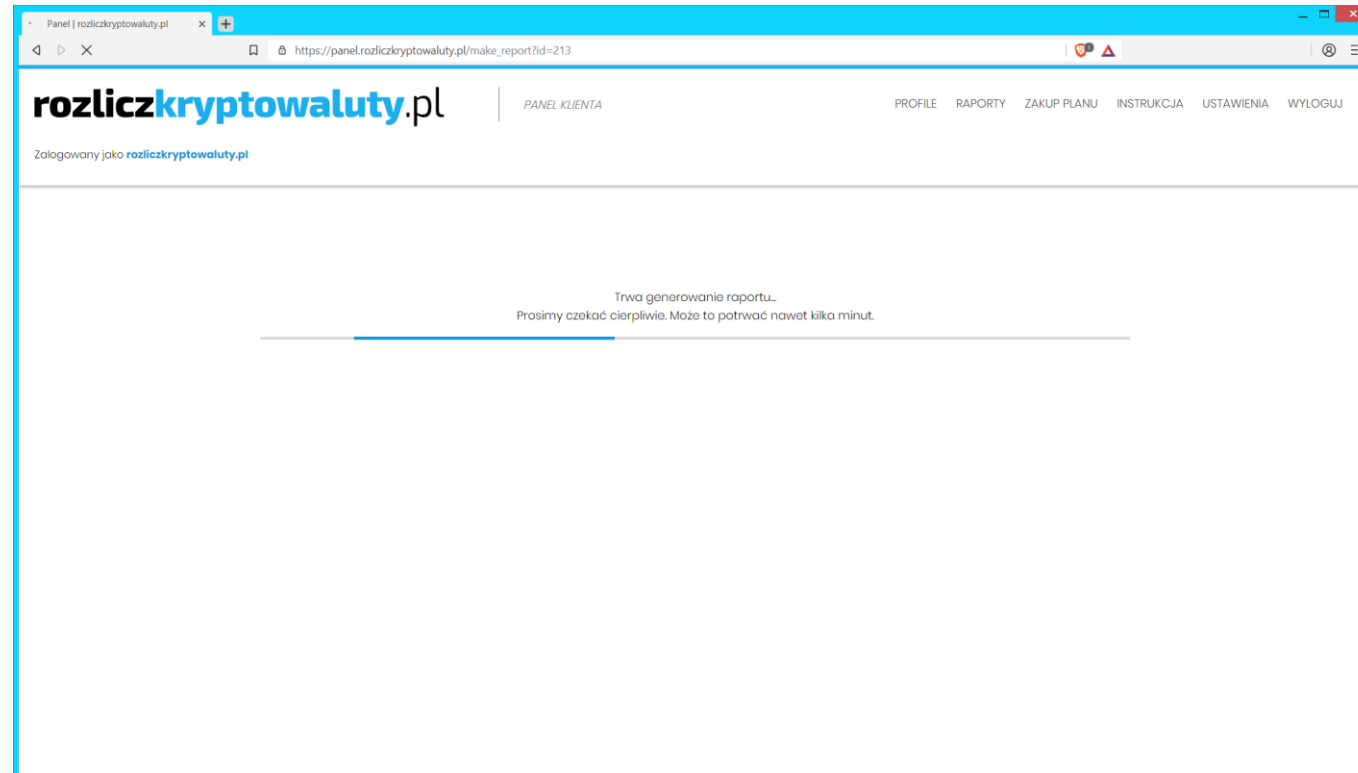 Panel | rozliczkryptowaluty.pl
https://panel.rozliczkryptowaluty.pl/make_report?id=213
rozliczkryptowaluty.pl
PANEL KLIENTA
PROFILE RAPORTY ZAKUP PLANU INSTRUKCJA USTAWIENIA WYLOGUJ
Zalogowany jako rozliczkryptowaluty.pl
Trwa generowanie raportu...
Prosimy czekać cierpliwie. Może to potrwać nawet kilka minut.